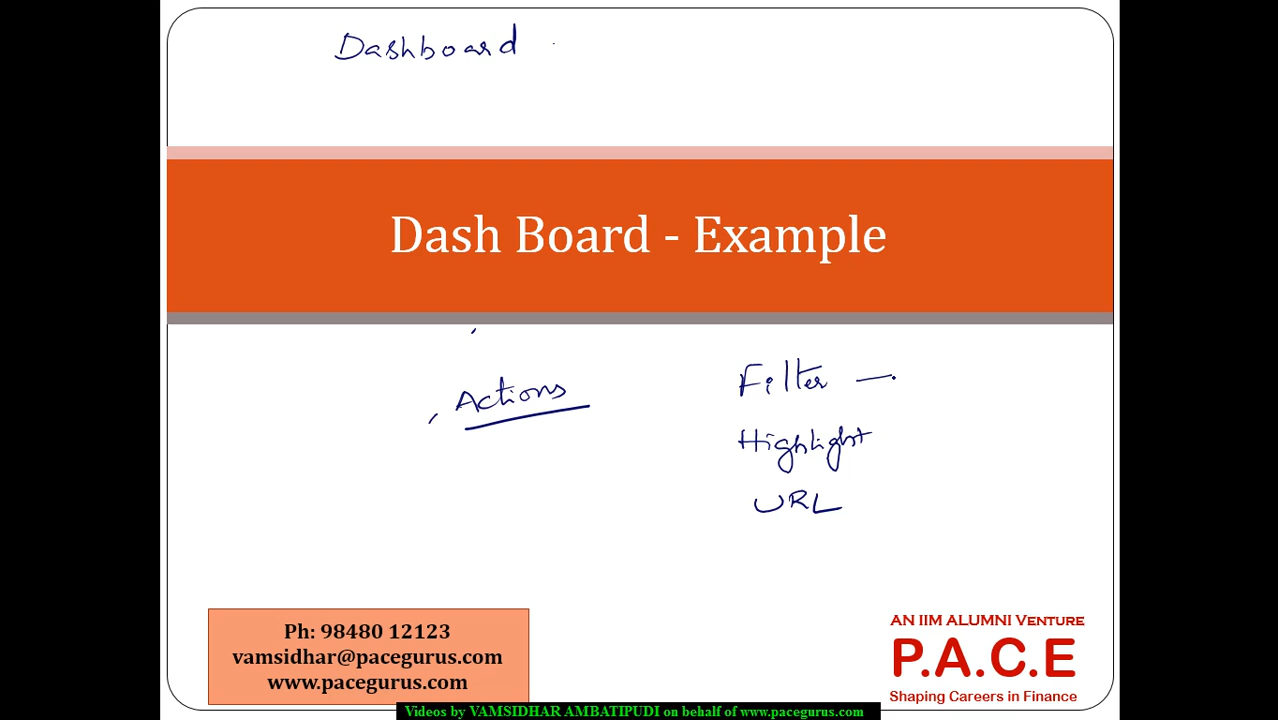 Dashboard
Dash Board - Example
Actions
Filter —
Highlight
URL
Ph: 98480 12123
vamsidhar@pacegurus.com
www.pacegurus.com
AN IIM ALUMNI VENTURE
P.A.C.E
Shaping Careers in Finance
Videos by VAMSIDHAR AMBATIPUDI on behalf of www.pacegurus.com